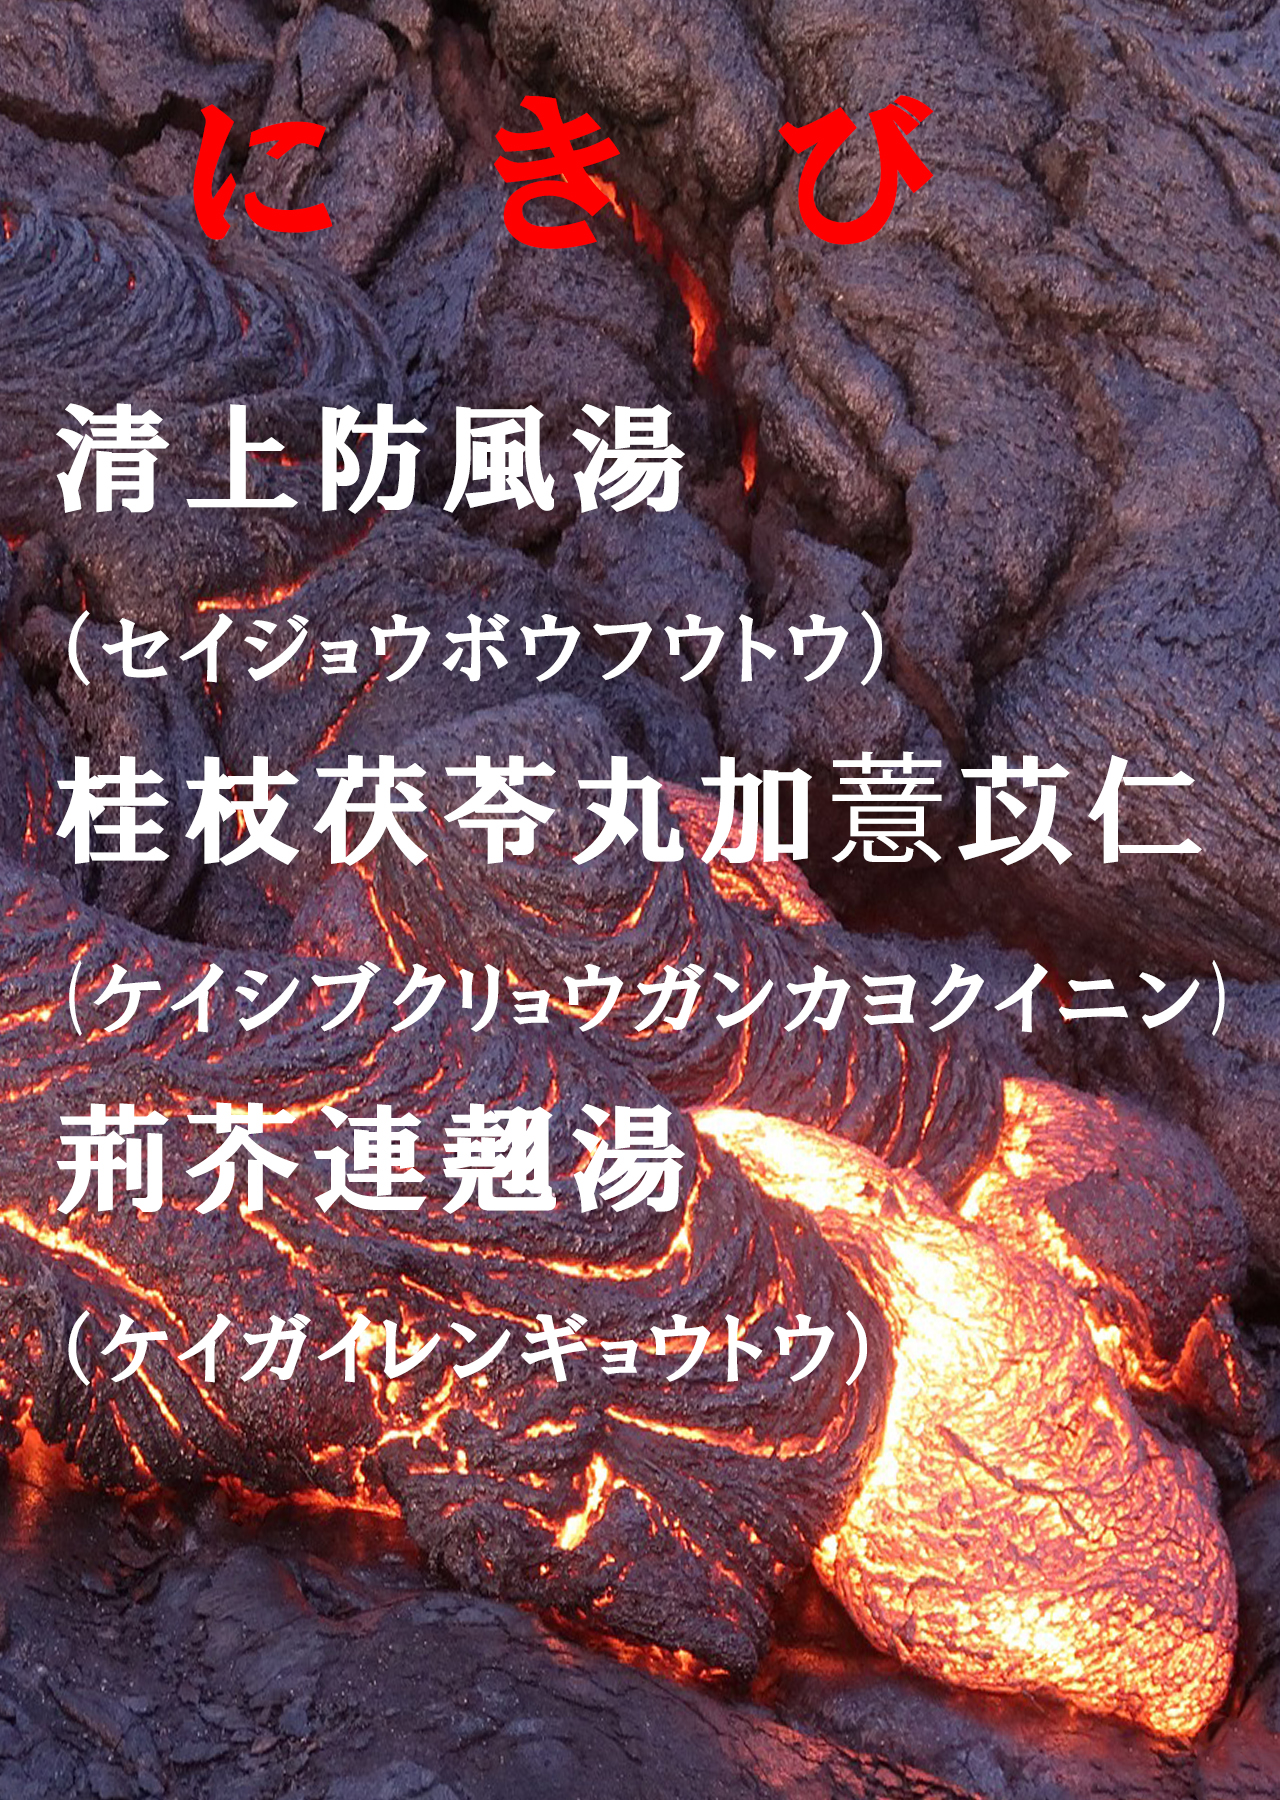 にきび
清上防風湯
（セイジョウボウフウトウ）
桂枝茯苓丸加薏苡仁
(ケイシブクリョウガンカヨクイニン)
荊芥連翹湯
（ケイガイレンギョウトウ）